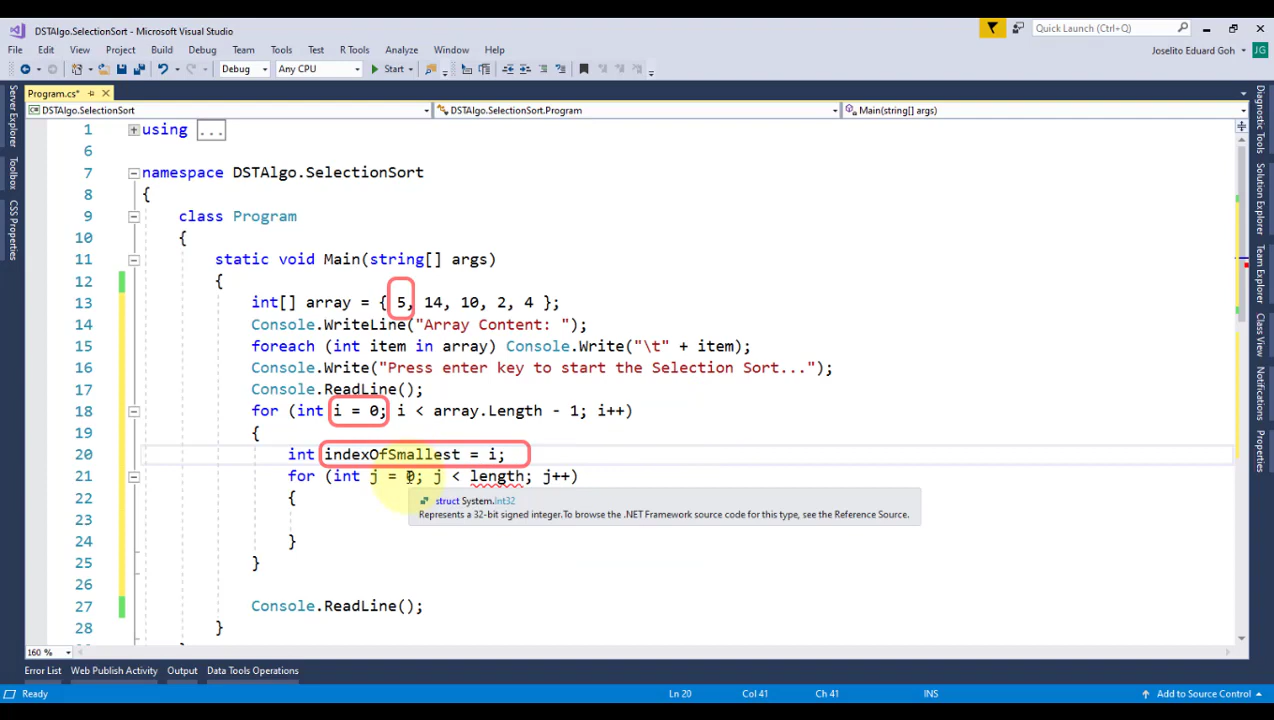 DSTAlgo.SelectionSort - Microsoft Visual Studio
Quick Launch (Ctrl+Q)
File Edit View Project Build Debug Team Tools Test R Tools Analyze Window Help
Joselito Eduard Goh JG
Debug Any CPU Start
Program.cs*
DSTAlgo.SelectionSort DSTAlgo.SelectionSort.Program Main(string[] args)
Server Explorer
Toolbox
CSS Properties
1 using ...
6
7 namespace DSTAlgo.SelectionSort
8 {
9 class Program
10 {
11 static void Main(string[] args)
12 {
13 int[] array = { 5, 14, 10, 2, 4 };
14 Console.WriteLine("Array Content: ");
15 foreach (int item in array) Console.Write("\t" + item);
16 Console.Write("Press enter key to start the Selection Sort...");
17 Console.ReadLine();
18 for (int i = 0; i < array.Length - 1; i++)
19 {
20 int indexOfSmallest = i;
21 for (int j = 0; j < length; j++)
22 {
struct System.Int32
Represents a 32-bit signed integer.To browse the .NET Framework source code for this type, see the Reference Source.
23
24 }
25 }
26
27 Console.ReadLine();
28 }
Diagnostic Tools
Solution Explorer
Team Explorer
Class View
Notifications
Properties
160 %
Error List Web Publish Activity Output Data Tools Operations
Ready Ln 20 Col 41 Ch 41 INS Add to Source Control